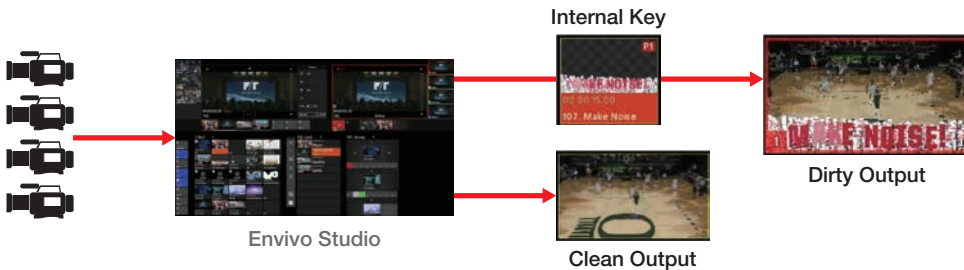 Internal Key
P1
MAKE NOISE!
00:00:15.00
107. Make Noise
MAKE NOISE!
Dirty Output
Envivo Studio
Clean Output